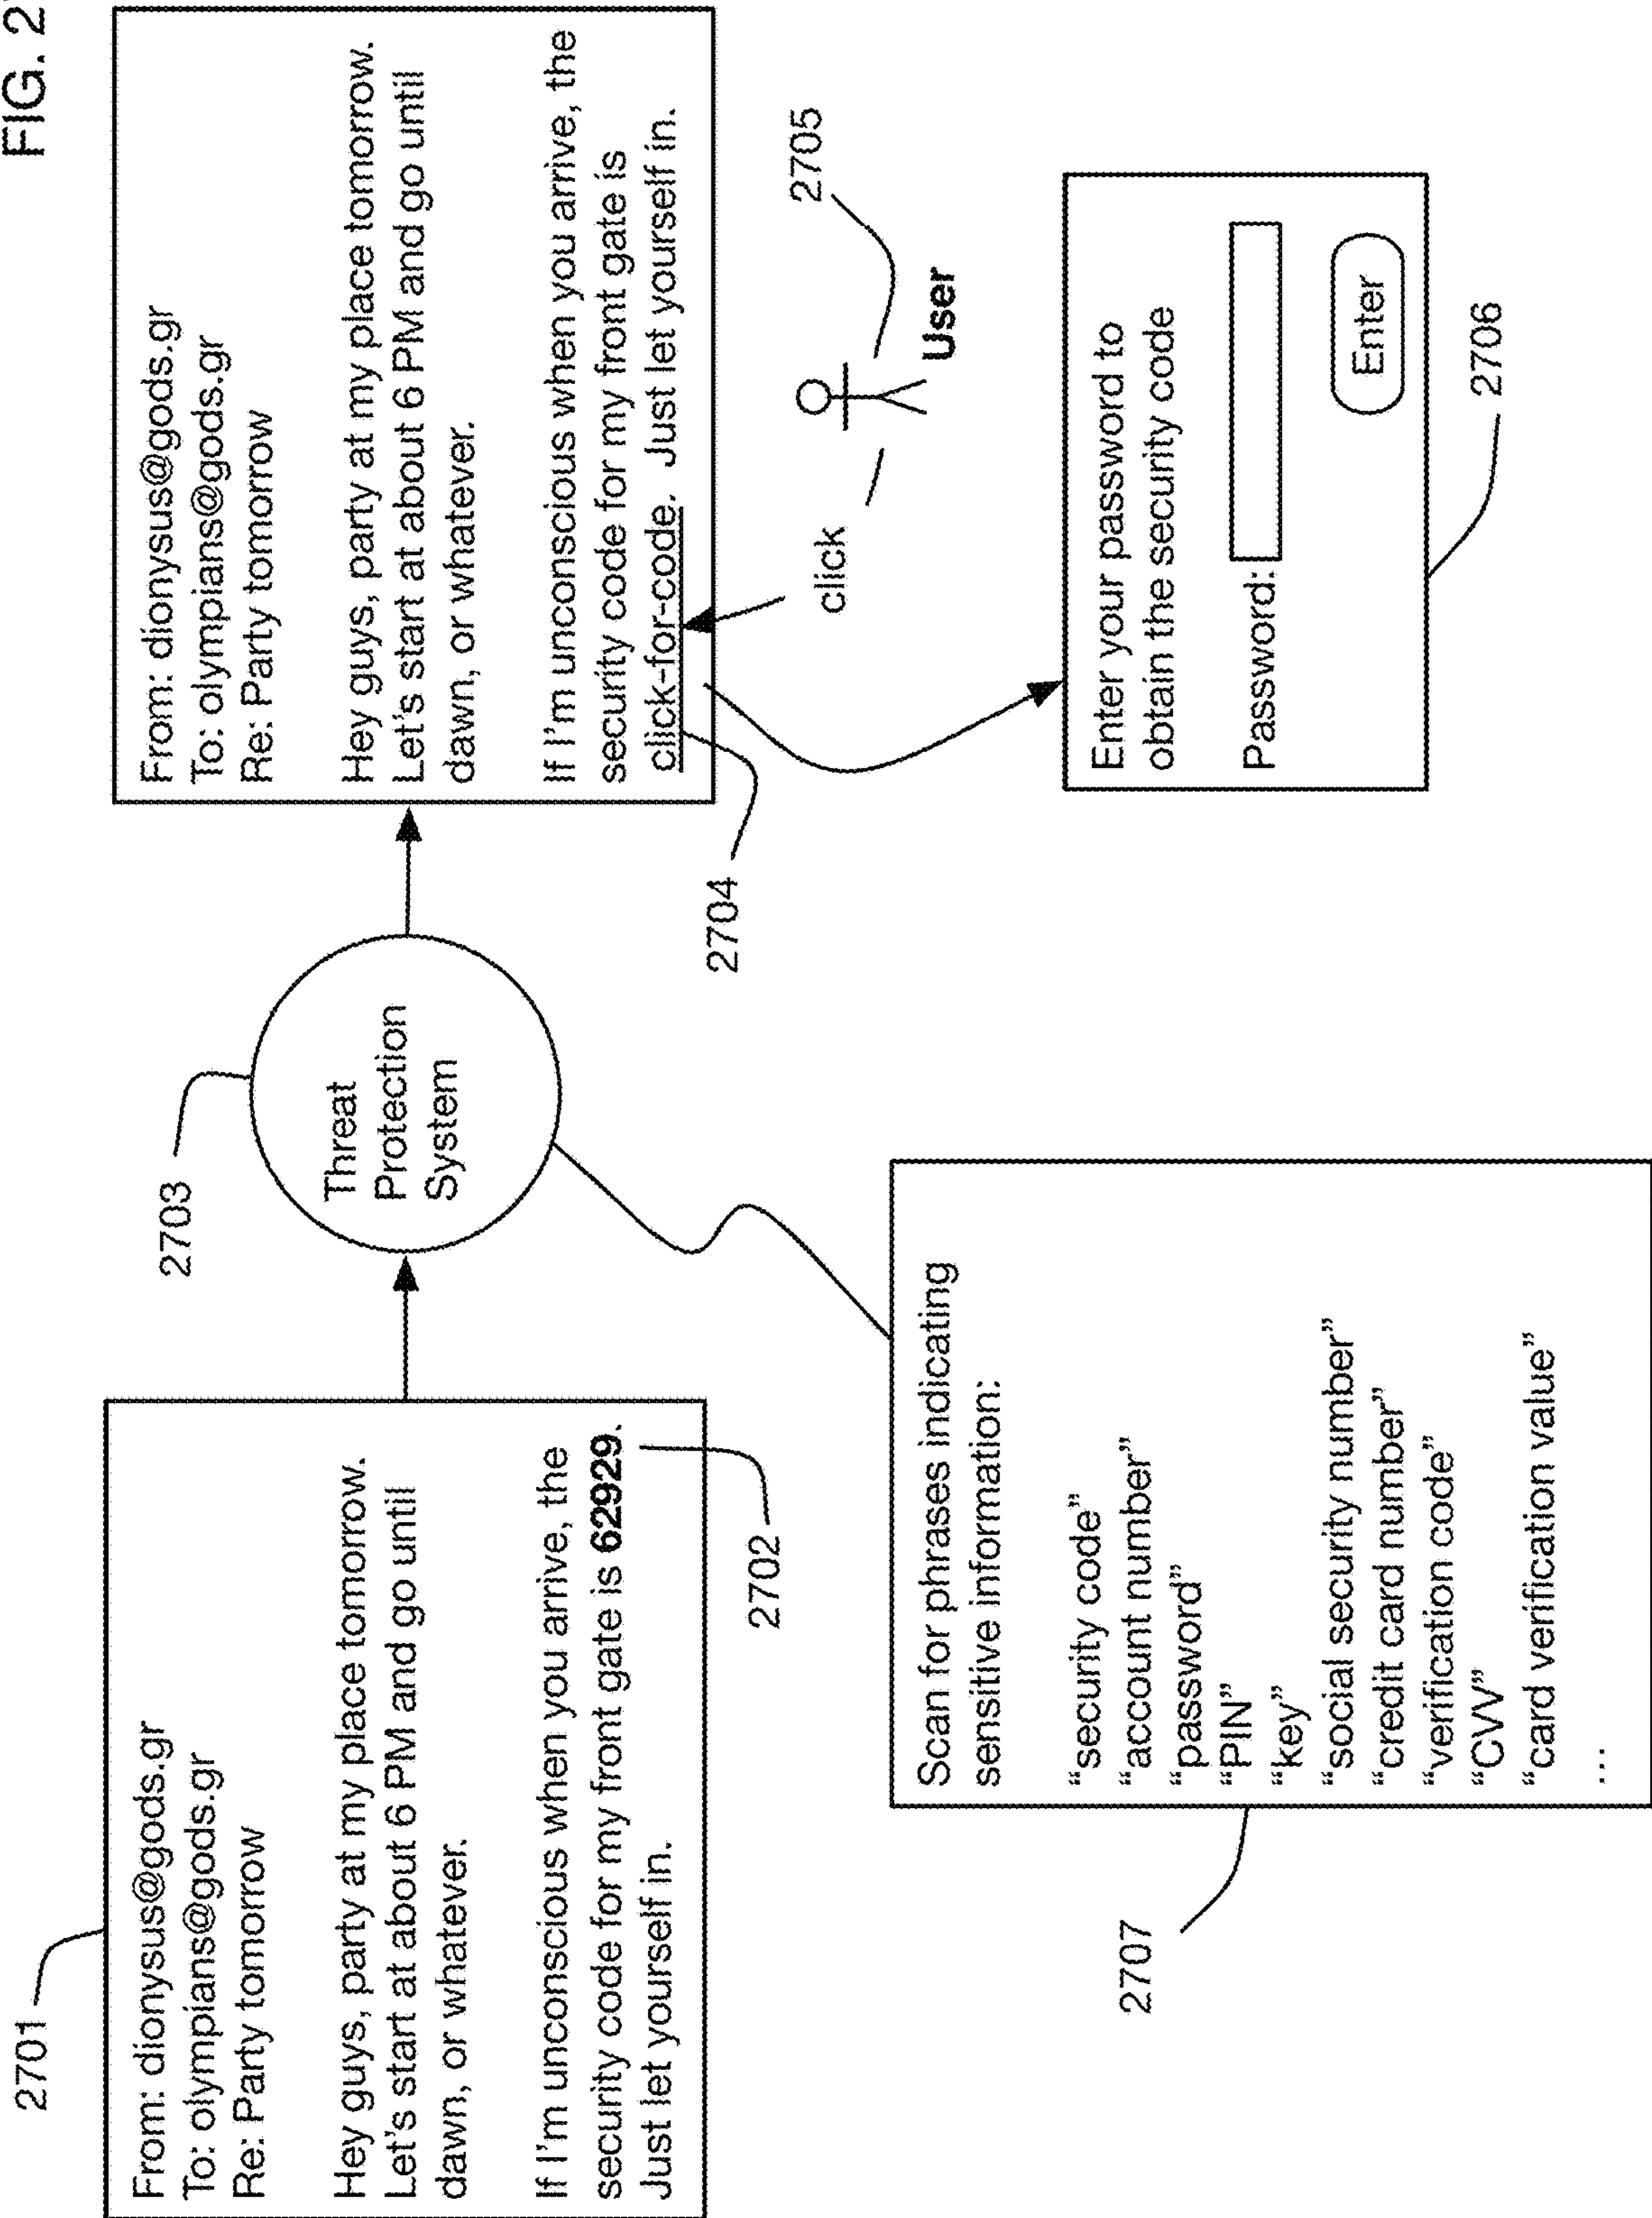 FIG. 2
2701
From: dionysus@gods.gr
To: olympians@gods.gr
Re: Party tomorrow
Hey guys, party at my place tomorrow.
Let's start at about 6 PM and go until
dawn, or whatever.
If I'm unconscious when you arrive, the
security code for my front gate is 62929.
Just let yourself in.
2702
2703
Threat
Protection
System
From: dionysus@gods.gr
To: olympians@gods.gr
Re: Party tomorrow
Hey guys, party at my place tomorrow.
Let's start at about 6 PM and go until
dawn, or whatever.
If I'm unconscious when you arrive, the
security code for my front gate is
click-for-code. Just let yourself in.
2704
click
User
2705
2707
Scan for phrases indicating
sensitive information:
“security code”
“account number”
“password”
“PIN”
“key”
“social security number”
“credit card number”
“verification code”
“CVV”
“card verification value”
...
Enter your password to
obtain the security code
Password:
Enter
2706